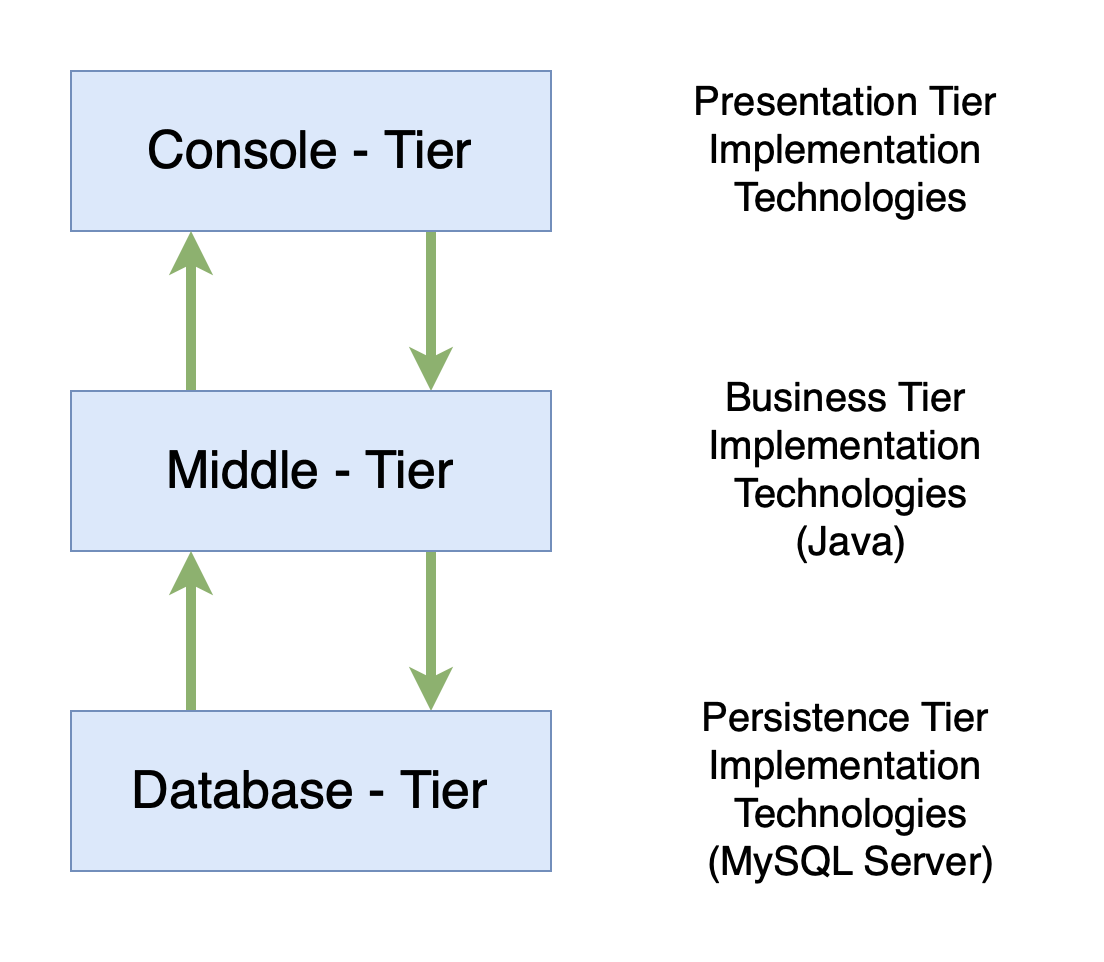 Console - Tier
Presentation Tier
Implementation
Technologies
Middle - Tier
Business Tier
Implementation
Technologies
(Java)
Database - Tier
Persistence Tier
Implementation
Technologies
(MySQL Server)